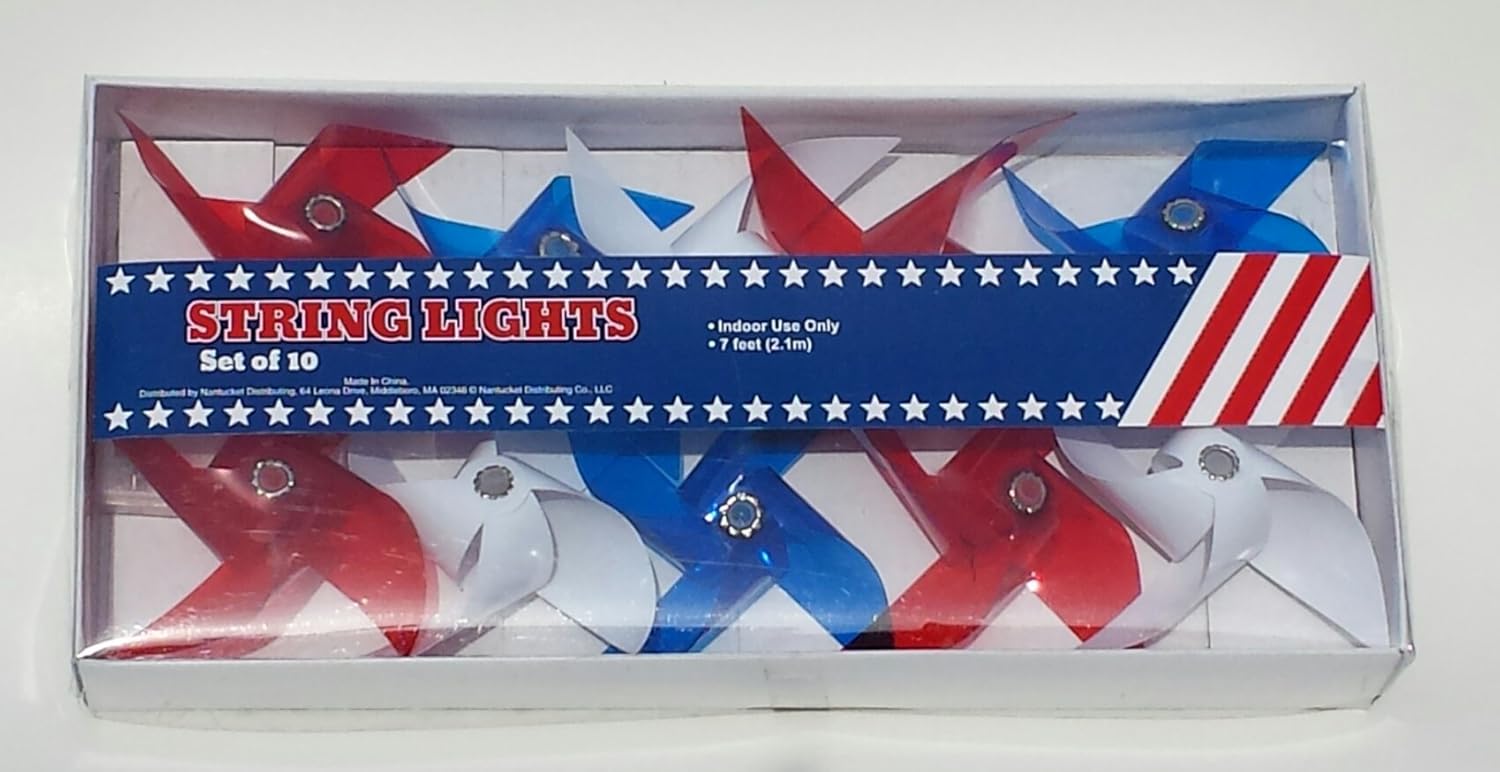 STRING LIGHTS
Set of 10
Made In China.
Distributed by Nantucket Distributing, 64 Leona Drive, Middleboro, MA 02346 © Nantucket Distributing Co., LLC
• Indoor Use Only
• 7 feet (2.1m)